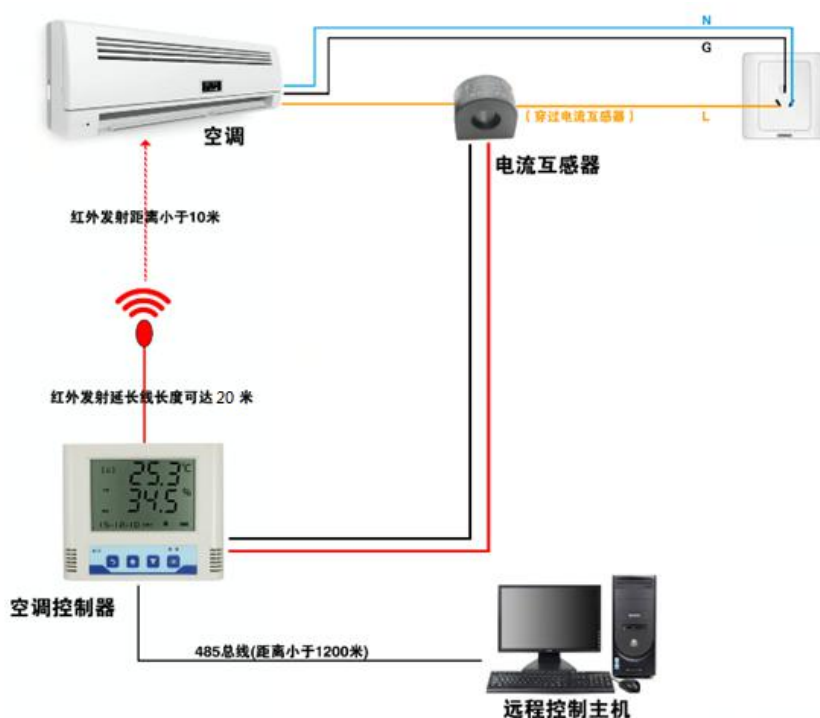 N
G
空调
(穿过电流互感器)
L
电流互感器
红外发射距离小于10米
红外发射延长线长度可达 20 米
25.3℃
34.5%
空调控制器
485总线(距离小于1200米)
远程控制主机